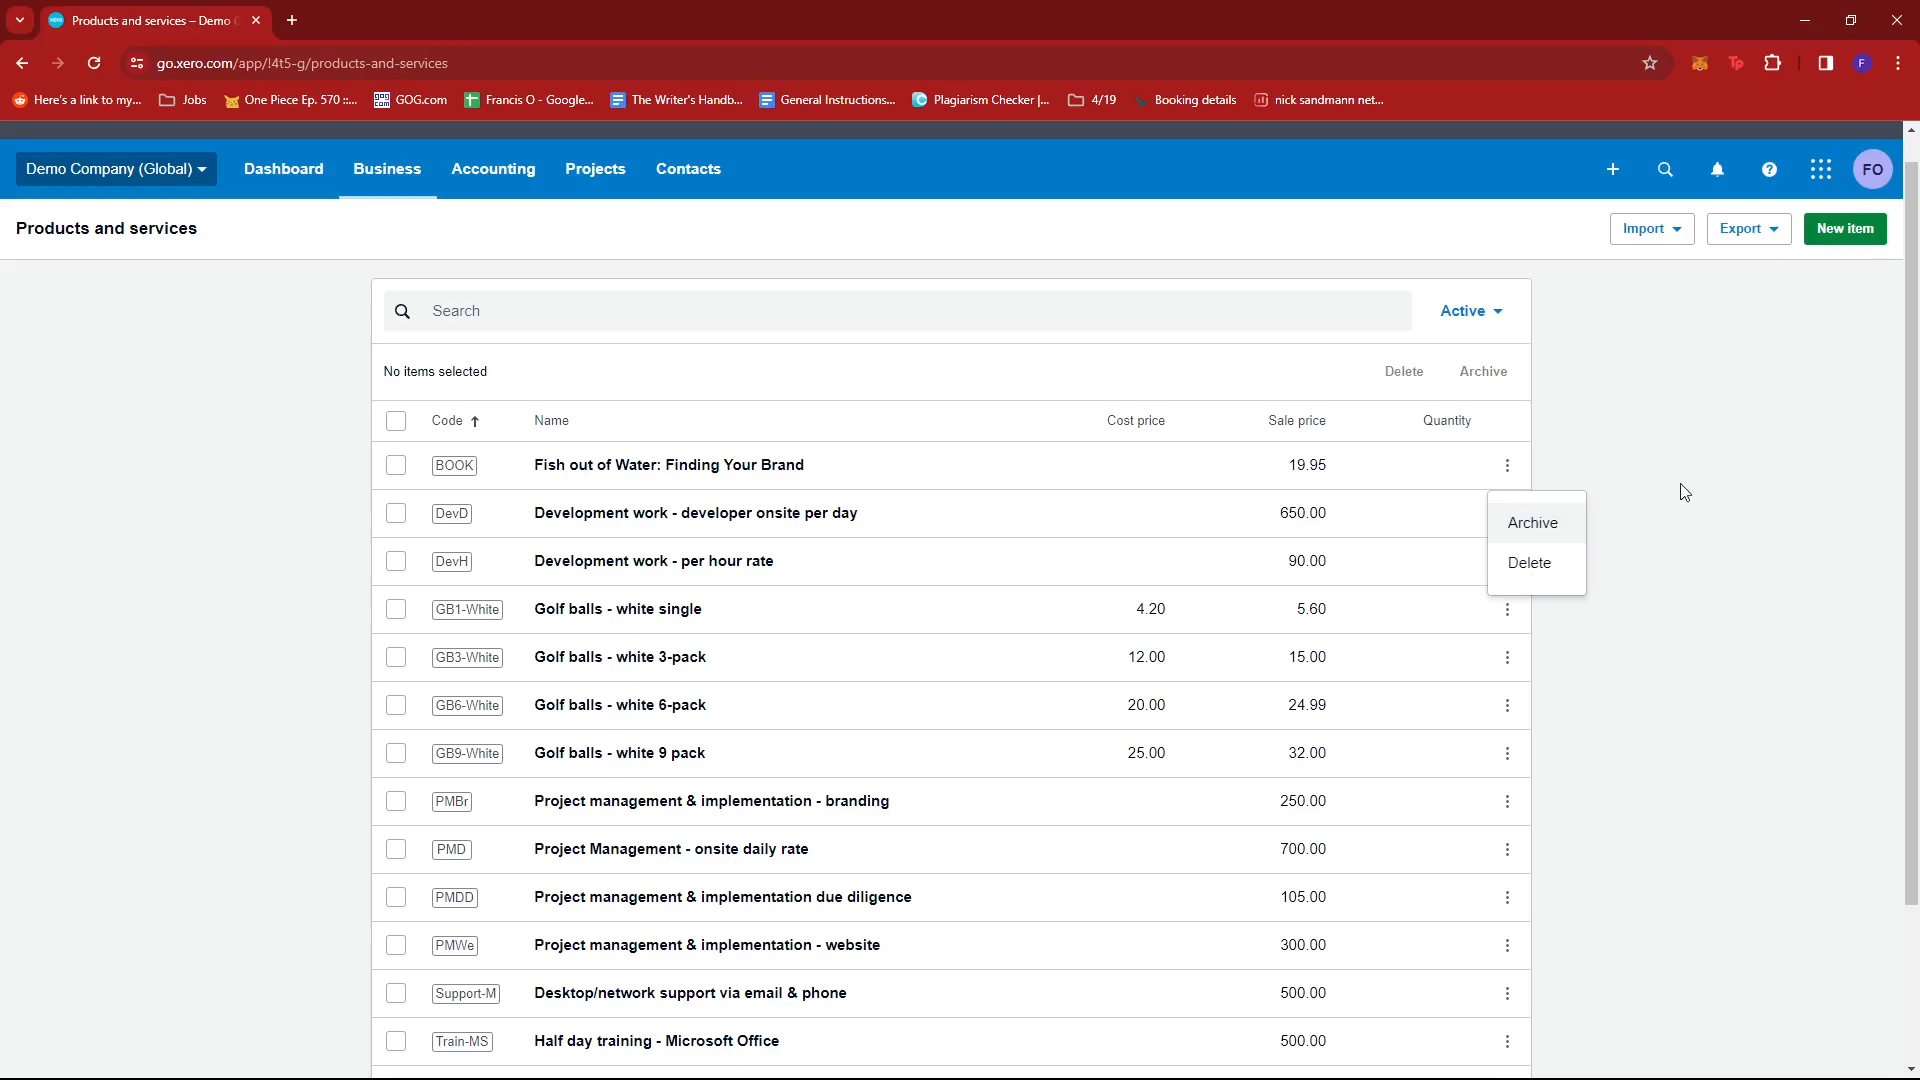 Products and services – Demo C
go.xero.com/app/!4t5-g/products-and-services
Tp
F
Here's a link to my...
Jobs
One Piece Ep. 570 ::...
GOG.com
Francis O - Google...
The Writer's Handb...
General Instructions...
Plagiarism Checker |...
4/19
Booking details
nick sandmann net...
Demo Company (Global)
Dashboard
Business
Accounting
Projects
Contacts
FO
Products and services
Import
Export
New item
Search
Active
No items selected
Delete
Archive
Code
Name
Cost price
Sale price
Quantity
BOOK Fish out of Water: Finding Your Brand 19.95
DevD Development work - developer onsite per day 650.00
Archive
DevH Development work - per hour rate 90.00
Delete
GB1-White Golf balls - white single 4.20 5.60
GB3-White Golf balls - white 3-pack 12.00 15.00
GB6-White Golf balls - white 6-pack 20.00 24.99
GB9-White Golf balls - white 9 pack 25.00 32.00
PMBr Project management & implementation - branding 250.00
PMD Project Management - onsite daily rate 700.00
PMDD Project management & implementation due diligence 105.00
PMWe Project management & implementation - website 300.00
Support-M Desktop/network support via email & phone 500.00
Train-MS Half day training - Microsoft Office 500.00